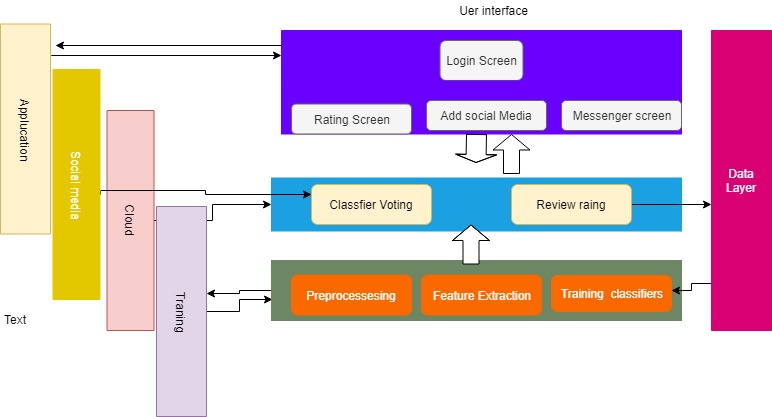 Uer interface
Login Screen
Rating Screen
Add social Media
Messenger screen
Applucation
Social media
Cloud
Traning
Classfier Voting
Review raing
Data
Layer
Preprocessesing
Feature Extraction
Training classifiers
Text